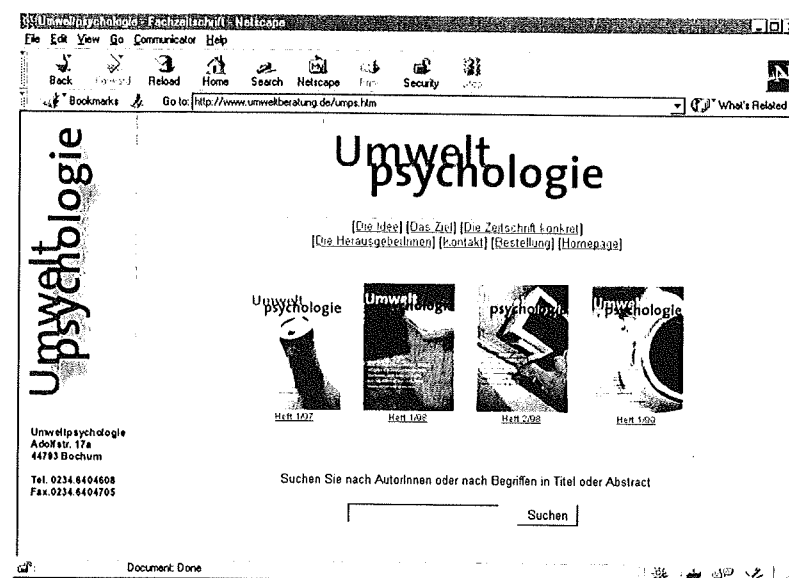 Umweltpsychologie - Fachzeitschrift - Netscape
File Edit View Go Communicator Help
Back Forward Reload Home Search Netscape Print Security Stop
Bookmarks Go to: http://www.umweltberatung.de/umps.htm What's Related
Umwelt
psychologie
Umwelt
psychologie
[Die Idee] [Das Ziel] [Die Zeitschrift konkret]
[Die HerausgeberInnen] [Kontakt] [Bestellung] [Homepage]
Umwelt
psychologie
Umwelt
psychologie
psychologie
Umwelt
psychologie
Heft 1/97 Heft 1/98 Heft 2/98 Heft 1/99
Umweltpsychologie
Adolfstr. 17a
44793 Bochum
Tel. 0234.6404608
Fax.0234.6404705
Suchen Sie nach AutorInnen oder nach Begriffen in Titel oder Abstract
Suchen
Document: Done